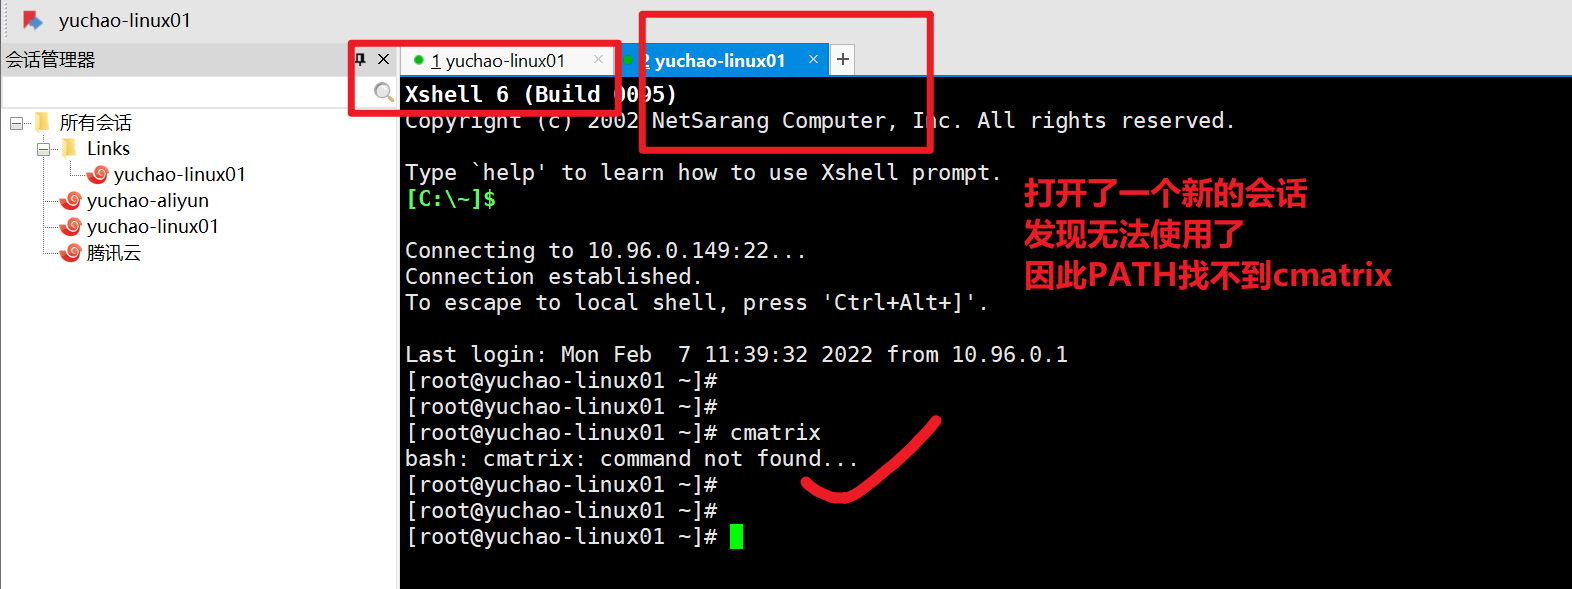 yuchao-linux01
会话管理器
1 yuchao-linux01
2 yuchao-linux01
所有会话
Links
yuchao-linux01
yuchao-aliyun
yuchao-linux01
腾讯云
Xshell 6 (Build 0095)
Copyright (c) 2002 NetSarang Computer, Inc. All rights reserved.
Type `help' to learn how to use Xshell prompt.
[C:\~]$
Connecting to 10.96.0.149:22...
Connection established.
To escape to local shell, press 'Ctrl+Alt+]'.
Last login: Mon Feb  7 11:39:32 2022 from 10.96.0.1
[root@yuchao-linux01 ~]#
[root@yuchao-linux01 ~]#
[root@yuchao-linux01 ~]# cmatrix
bash: cmatrix: command not found...
[root@yuchao-linux01 ~]#
[root@yuchao-linux01 ~]#
[root@yuchao-linux01 ~]#
打开了一个新的会话
发现无法使用了
因此PATH找不到cmatrix